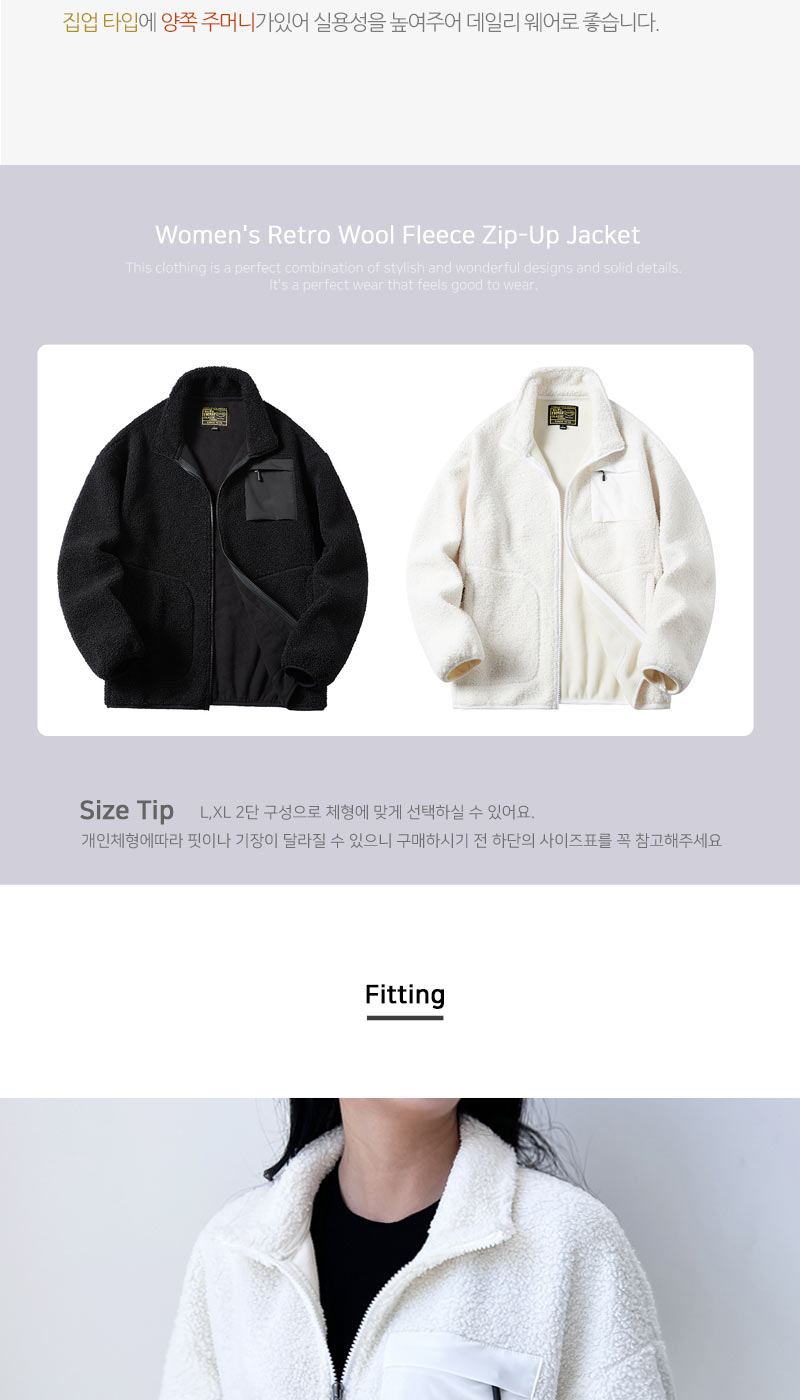 집업 타입에 양쪽 주머니가있어 실용성을 높여주어 데일리 웨어로 좋습니다.
Women's Retro Wool Fleece Zip-Up Jacket
This clothing is a perfect combination of stylish and wonderful designs and solid details.
It's a perfect wear that feels good to wear.
Size Tip L,XL 2단 구성으로 체형에 맞게 선택하실 수 있어요.
개인체형에따라 핏이나 기장이 달라질 수 있으니 구매하시기 전 하단의 사이즈표를 꼭 참고해주세요
Fitting